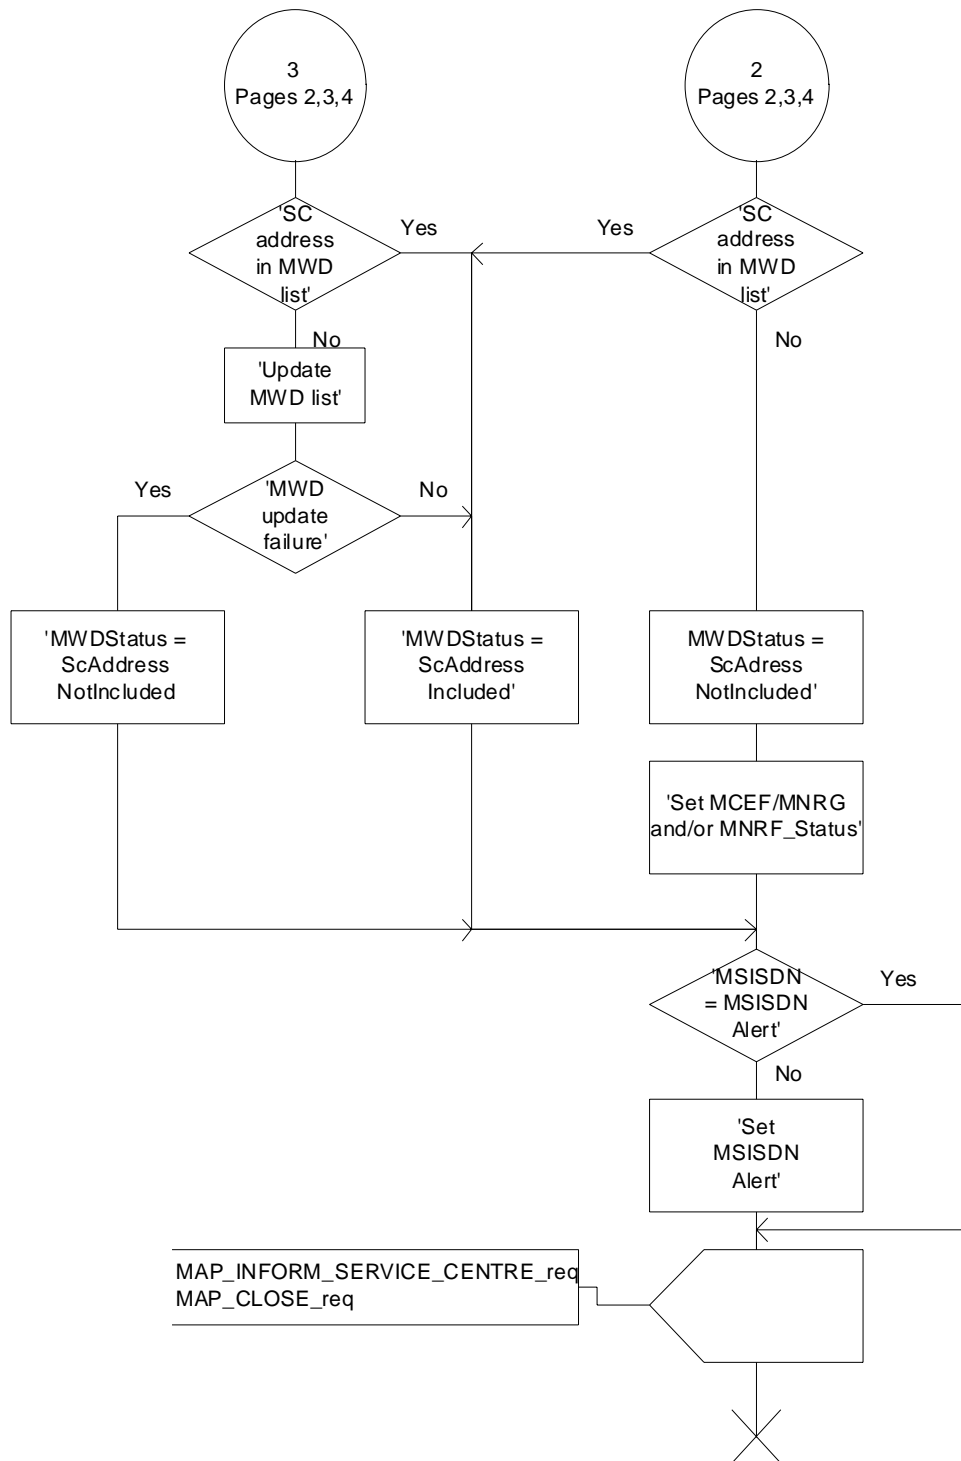 3
Pages 2,3,4
2
Pages 2,3,4
'SC
address
in MWD
list'
Yes
Yes
'SC
address
in MWD
list'
No
No
'Update
MWD list'
Yes
'MWD
update
failure'
No
'MWDStatus =
ScAddress
NotIncluded
'MWDStatus =
ScAddress
Included'
MWDStatus =
ScAdress
NotIncluded'
'Set MCEF/MNRG
and/or MNRF_Status'
'MSISDN
= MSISDN
Alert'
Yes
No
'Set
MSISDN
Alert'
MAP_INFORM_SERVICE_CENTRE_req
MAP_CLOSE_req